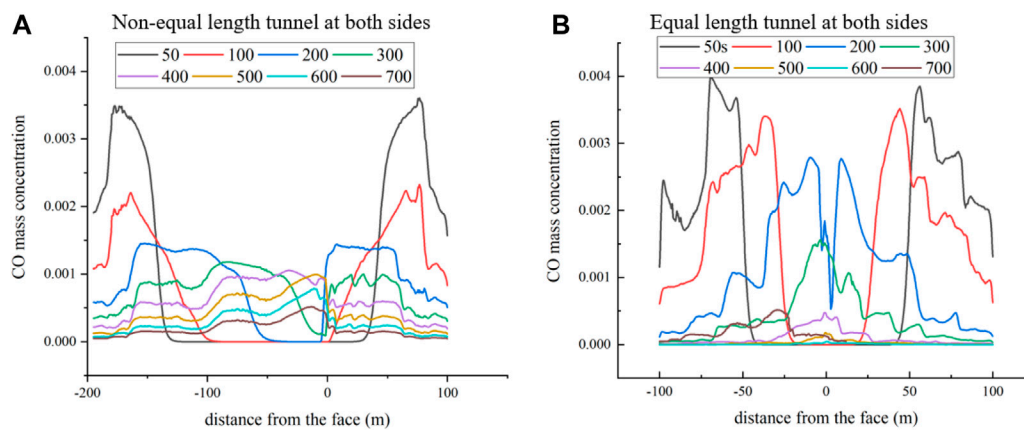 A
Non-equal length tunnel at both sides
50 100 200 300
400 500 600 700
0.004
0.003
0.002
0.001
0.000
CO mass concentration
-200 -100 0 100
distance from the face (m)
B
Equal length tunnel at both sides
50s 100 200 300
400 500 600 700
0.004
0.003
0.002
0.001
0.000
CO mass concentration
-100 -50 0 50 100
distance from the face (m)